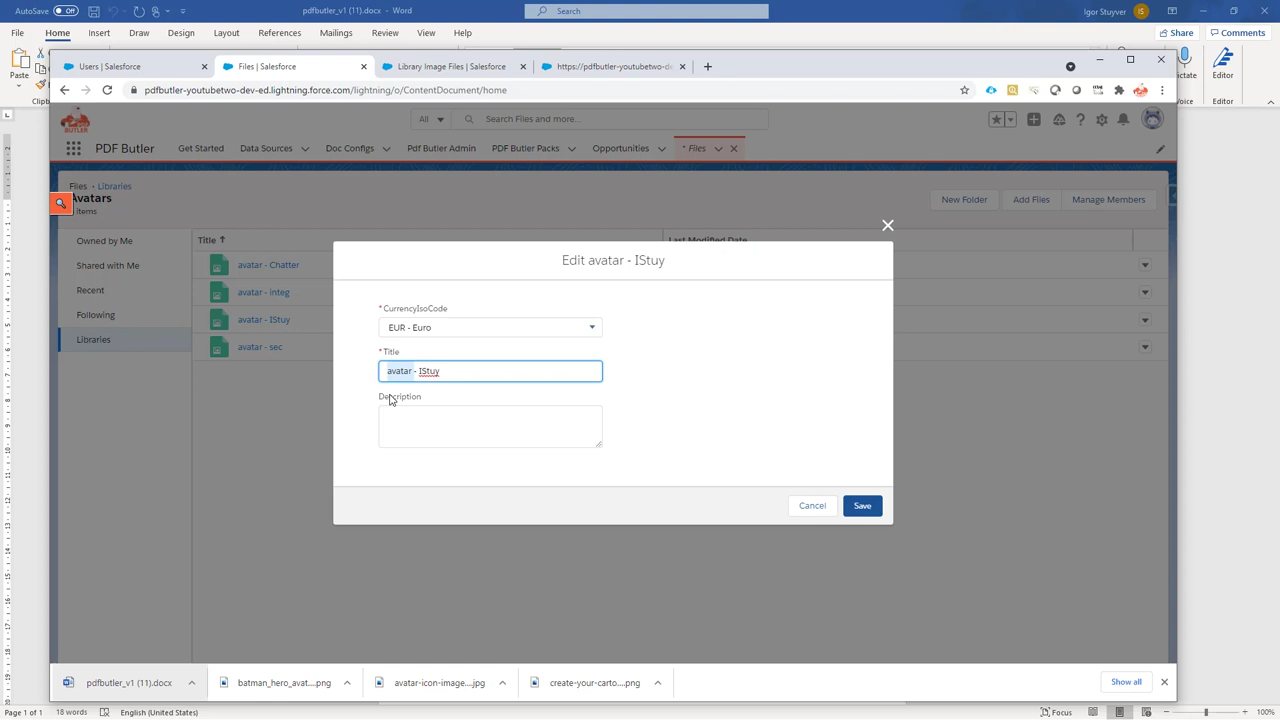 AutoSave Off pdfbutler_v1 (11).docx - Word Search Igor Stuyver IS
File Home Insert Draw Design Layout References Mailings Review View Help Share Comments
Paste
Clipb
ictate
Voice
Editor
Editor
Users | Salesforce Files | Salesforce Library Image Files | Salesforce https://pdfbutler-youtubetwo-de
pdfbutler-youtubetwo-dev-ed.lightning.force.com/lightning/o/ContentDocument/home
BUTLER
All Search Files and more...
PDF Butler Get Started Data Sources Doc Configs Pdf Butler Admin PDF Butler Packs Opportunities * Files
Files Libraries
Avatars
items
New Folder Add Files Manage Members
Owned by Me
Shared with Me
Recent
Following
Libraries
Title Last Modified Date
avatar - Chatter
avatar - integ
avatar - IStuy
avatar - sec
Edit avatar - IStuy
*CurrencyIsoCode
EUR - Euro
*Title
avatar - IStuy
Description
Cancel Save
pdfbutler_v1 (11).docx batman_hero_avat....png avatar-icon-image....jpg create-your-carto....png Show all
Page 1 of 1 18 words English (United States) Focus 100%